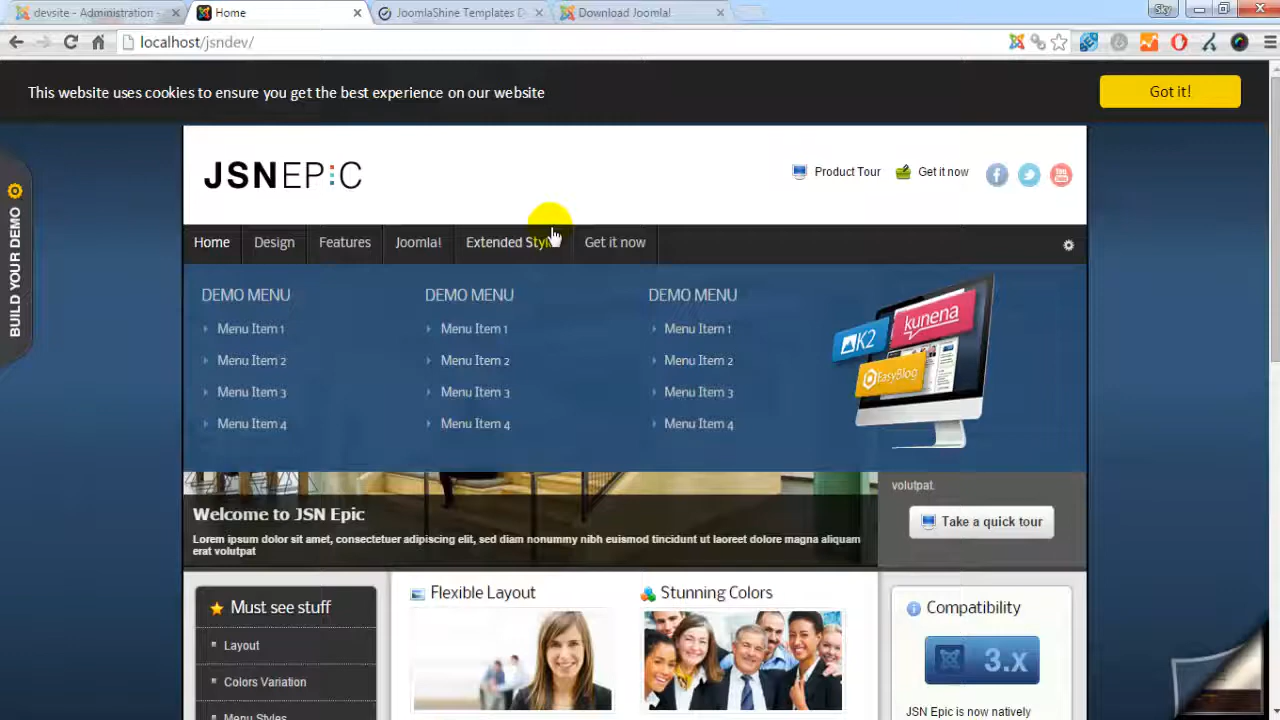 devsite - Administration -
Home
JoomlaShine Templates D
Download Joomla!
Sky
localhost/jsndev/
This website uses cookies to ensure you get the best experience on our website
Got it!
BUILD YOUR DEMO
JSNEPIC
Product Tour
Get it now
Home
Design
Features
Joomla!
Extended Style
Get it now
DEMO MENU
DEMO MENU
DEMO MENU
Menu Item 1
Menu Item 1
Menu Item 1
Menu Item 2
Menu Item 2
Menu Item 2
Menu Item 3
Menu Item 3
Menu Item 3
Menu Item 4
Menu Item 4
Menu Item 4
K2
kunena
EasyBlog
volutpat.
Take a quick tour
Welcome to JSN Epic
Lorem ipsum dolor sit amet, consectetuer adipiscing elit, sed diam nonummy nibh euismod tincidunt ut laoreet dolore magna aliquam
erat volutpat
Must see stuff
Layout
Colors Variation
Menu Styles
Flexible Layout
Stunning Colors
Compatibility
3.x
JSN Epic is now natively